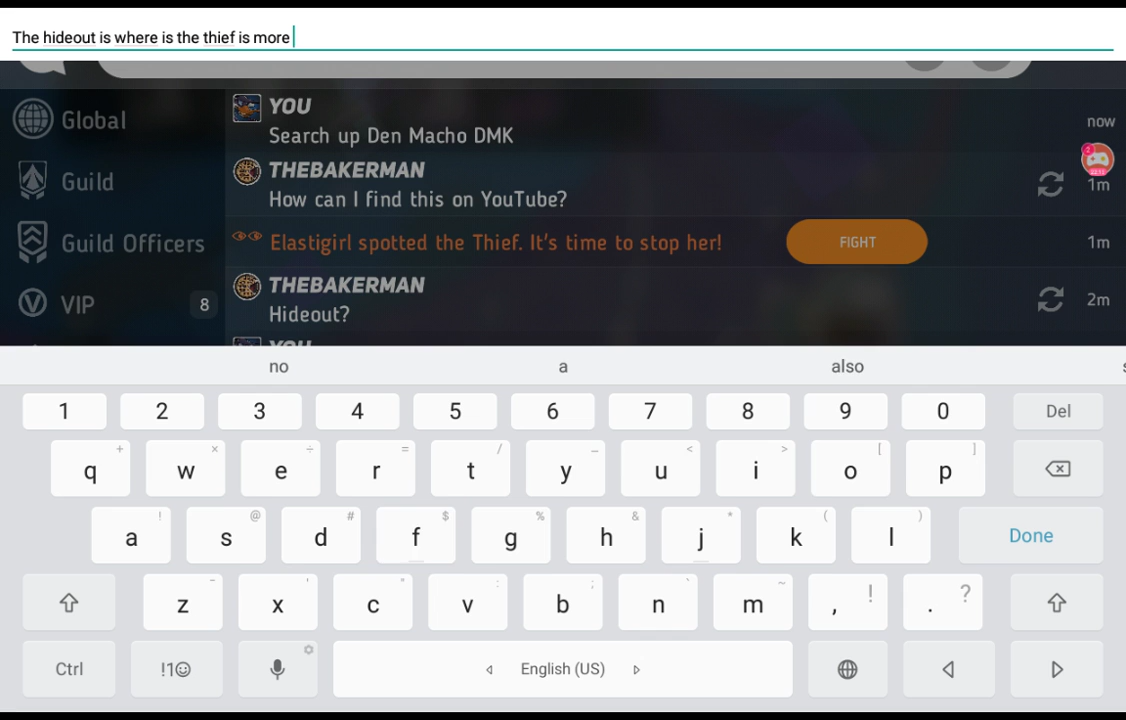 The hideout is where is the thief is more
Global
Guild
Guild Officers
VIP
8
YOU
now
Search up Den Macho DMK
THEBAKERMAN
1m
How can I find this on YouTube?
Elastigirl spotted the Thief. It's time to stop her!
FIGHT
1m
THEBAKERMAN
2m
Hideout?
no a also
1 2 3 4 5 6 7 8 9 0 Del
+ × ÷ = / _ < > [ ]
q w e r t y u i o p
! @ # $ % & * ( )
a s d f g h j k l Done
- ' " : ; ` ~ ! ?
z x c v b n m , .
Ctrl !1☺ English (US)